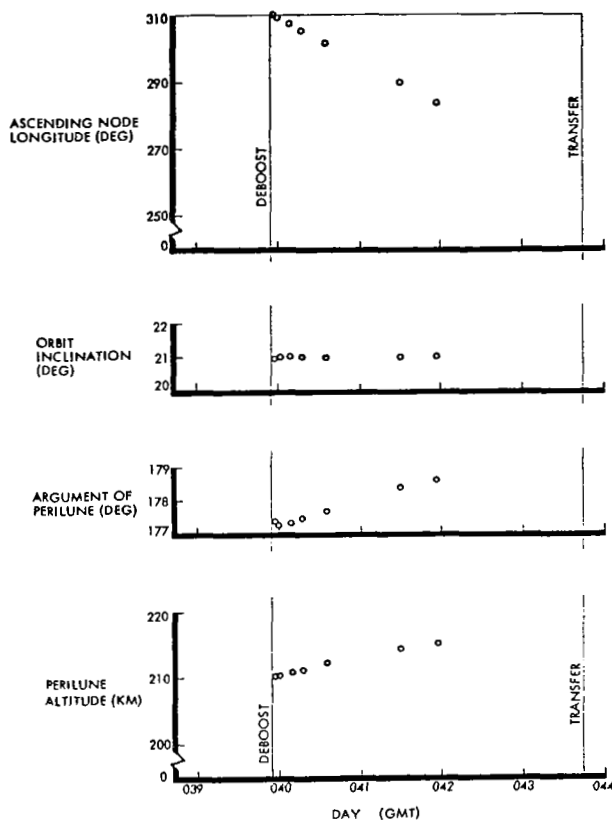 310
290
270
250
0
ASCENDING NODE
LONGITUDE (DEG)
DEBOOST
TRANSFER
22
21
20
ORBIT
INCLINATION
(DEG)
179
178
177
ARGUMENT OF
PERILUNE (DEG)
220
210
200
0
PERILUNE
ALTITUDE (KM)
DEBOOST
TRANSFER
039
040
041
042
043
044
DAY (GMT)